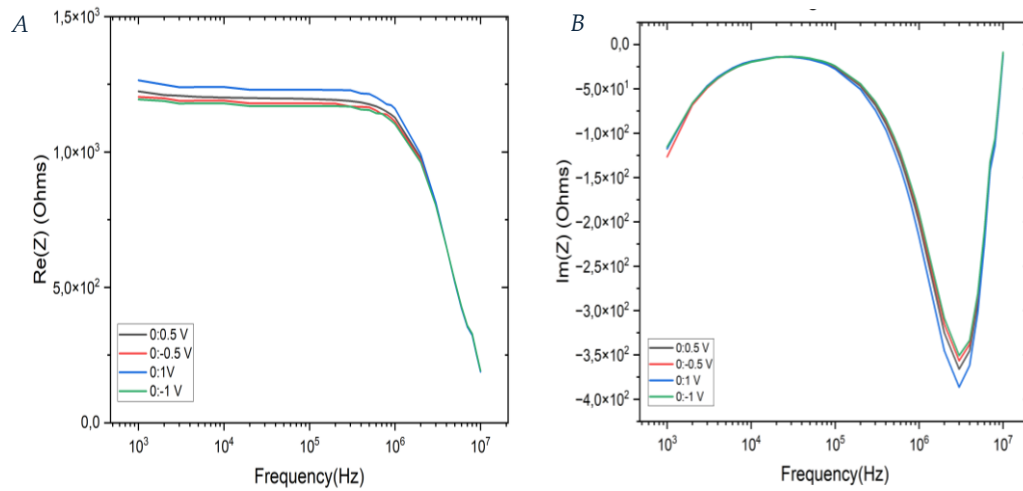 A
1,5×10³
1,0×10³
5,0×10²
0,0
Re(Z) (Ohms)
0:0.5 V
0:-0.5 V
0:1V
0:-1 V
10³
10⁴
10⁵
10⁶
10⁷
Frequency(Hz)
B
0,0
−5,0×10¹
−1,0×10²
−1,5×10²
−2,0×10²
−2,5×10²
−3,0×10²
−3,5×10²
−4,0×10²
Im(Z) (Ohms)
0:0.5 V
0:-0.5 V
0:1 V
0:-1 V
10³
10⁴
10⁵
10⁶
10⁷
Frequency(Hz)